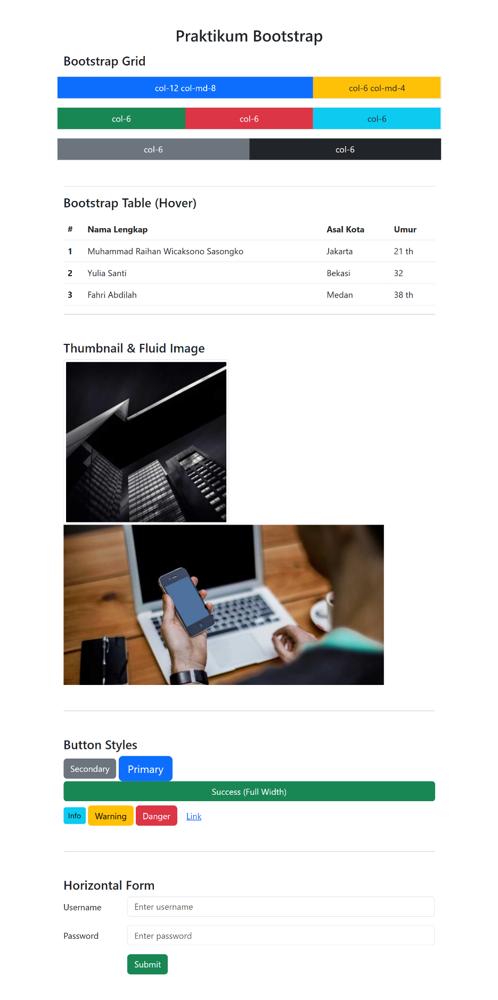 Praktikum Bootstrap
Bootstrap Grid
col-12 col-md-8 col-6 col-md-4
col-6 col-6 col-6
col-6 col-6
Bootstrap Table (Hover)
# Nama Lengkap Asal Kota Umur
1 Muhammad Raihan Wicaksono Sasongko Jakarta 21 th
2 Yulia Santi Bekasi 32
3 Fahri Abdilah Medan 38 th
Thumbnail & Fluid Image
Button Styles
Secondary Primary
Success (Full Width)
Info Warning Danger Link
Horizontal Form
Username Enter username
Password Enter password
Submit